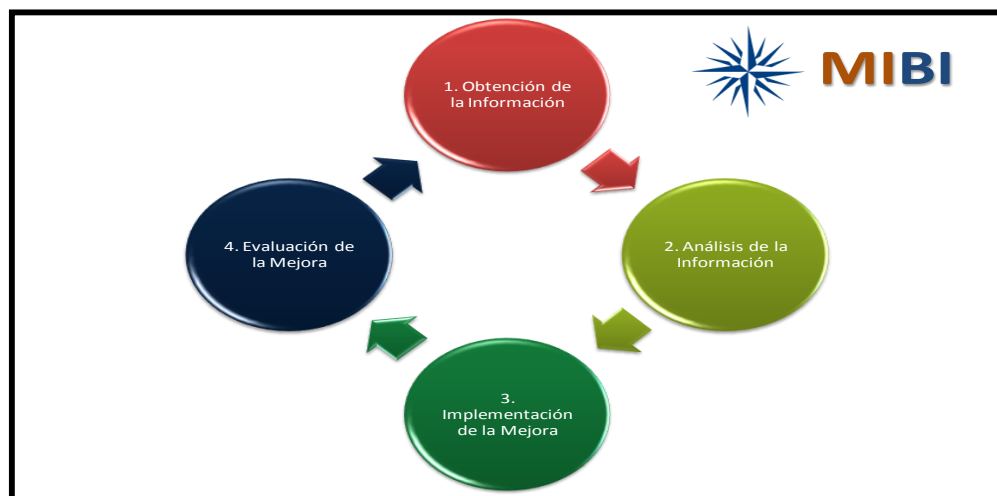 MIBI
1. Obtención de
la Información
2. Análisis de la
Información
3.
Implementación
de la Mejora
4. Evaluación de
la Mejora